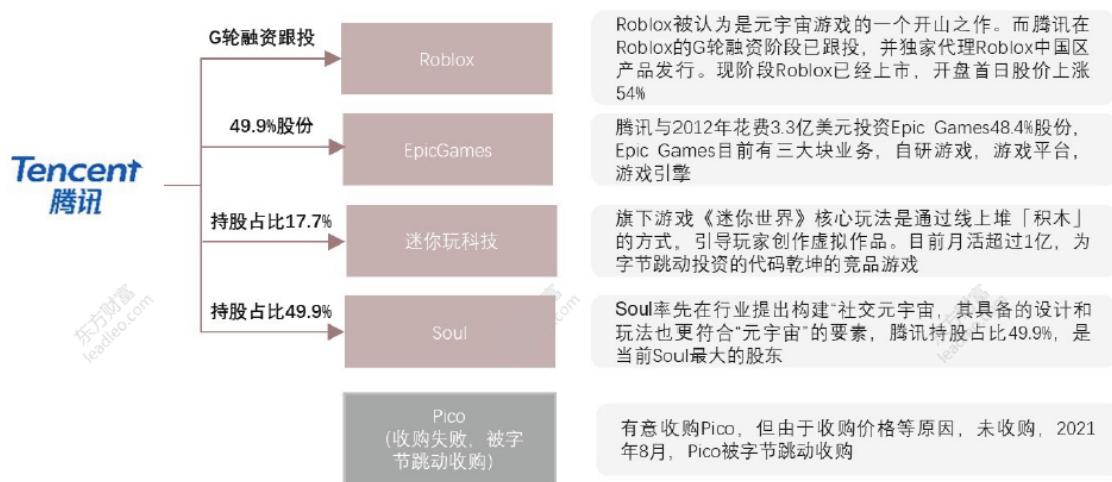 G轮融资跟投
Roblox
Roblox被认为是元宇宙游戏的一个开山之作。而腾讯在
Roblox的G轮融资阶段已跟投，并独家代理Roblox中国区
产品发行。现阶段Roblox已经上市，开盘首日股价上涨
54%
49.9%股份
EpicGames
腾讯与2012年花费3.3亿美元投资Epic Games48.4%股份，
Epic Games目前有三大块业务，自研游戏，游戏平台，
游戏引擎
Tencent
腾讯
持股占比17.7%
迷你玩科技
旗下游戏《迷你世界》核心玩法是通过线上堆「积木」
的方式，引导玩家创作虚拟作品。目前月活超过1亿，为
字节跳动投资的代码乾坤的竞品游戏
持股占比49.9%
Soul
Soul率先在行业提出构建“社交元宇宙，其具备的设计和
玩法也更符合“元宇宙”的要素，腾讯持股占比49.9%，是
当前Soul最大的股东
东方财富
leadleo.com
Pico
(收购失败，被字
节跳动收购)
有意收购Pico，但由于收购价格等原因，未收购，2021
年8月，Pico被字节跳动收购